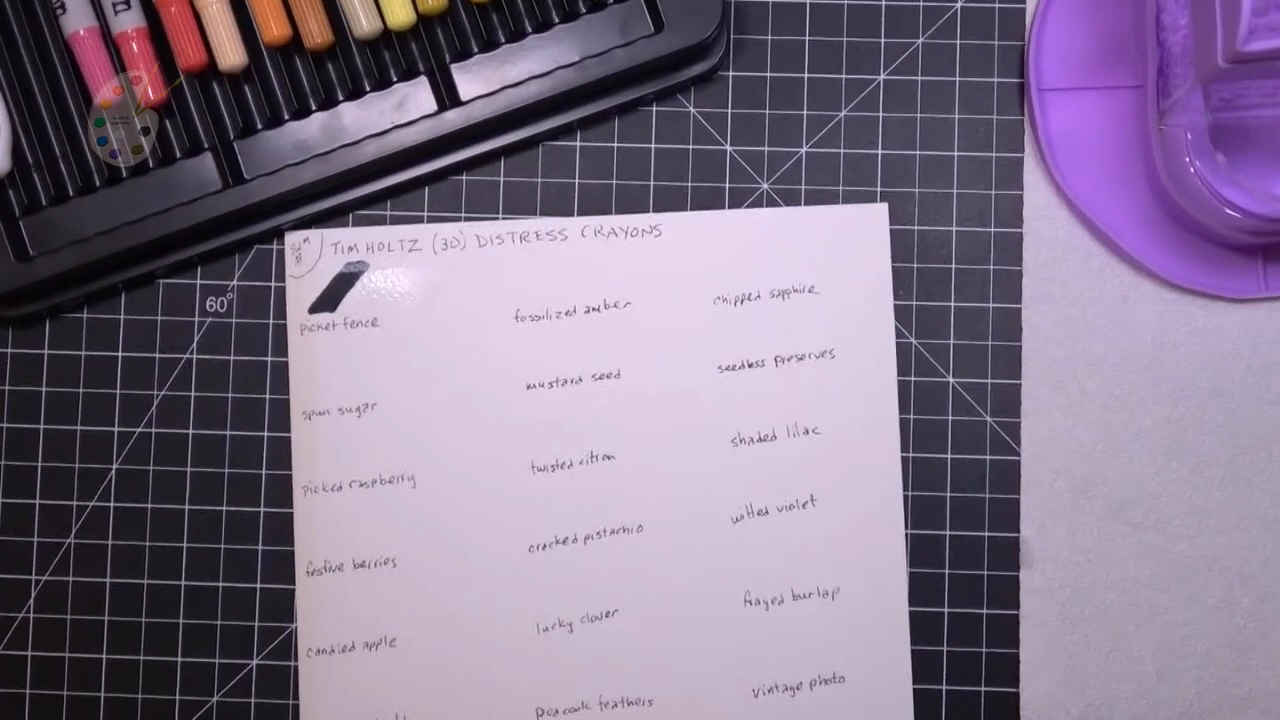 TIM HOLTZ (30) DISTRESS CRAYONS
picket fence
spun sugar
picked raspberry
festive berries
candied apple
fossilized amber
mustard seed
twisted citron
cracked pistachio
lucky clover
peacock feathers
chipped sapphire
seedless preserves
shaded lilac
wilted violet
frayed burlap
vintage photo
60°